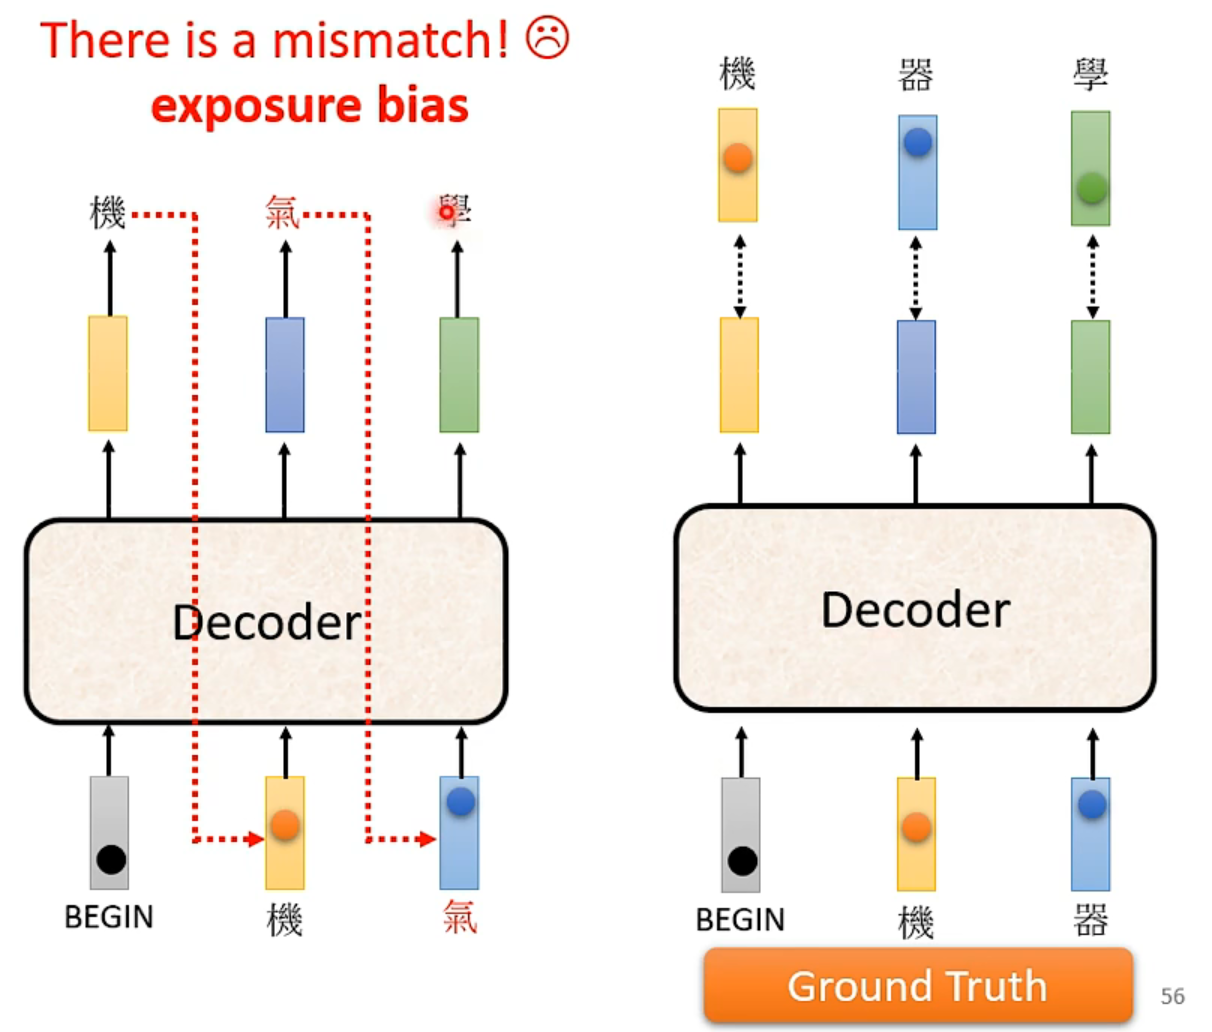 There is a mismatch! ☹
exposure bias
機 氣 學
Decoder
BEGIN 機 氣
機 器 學
Decoder
BEGIN 機 器
Ground Truth
56